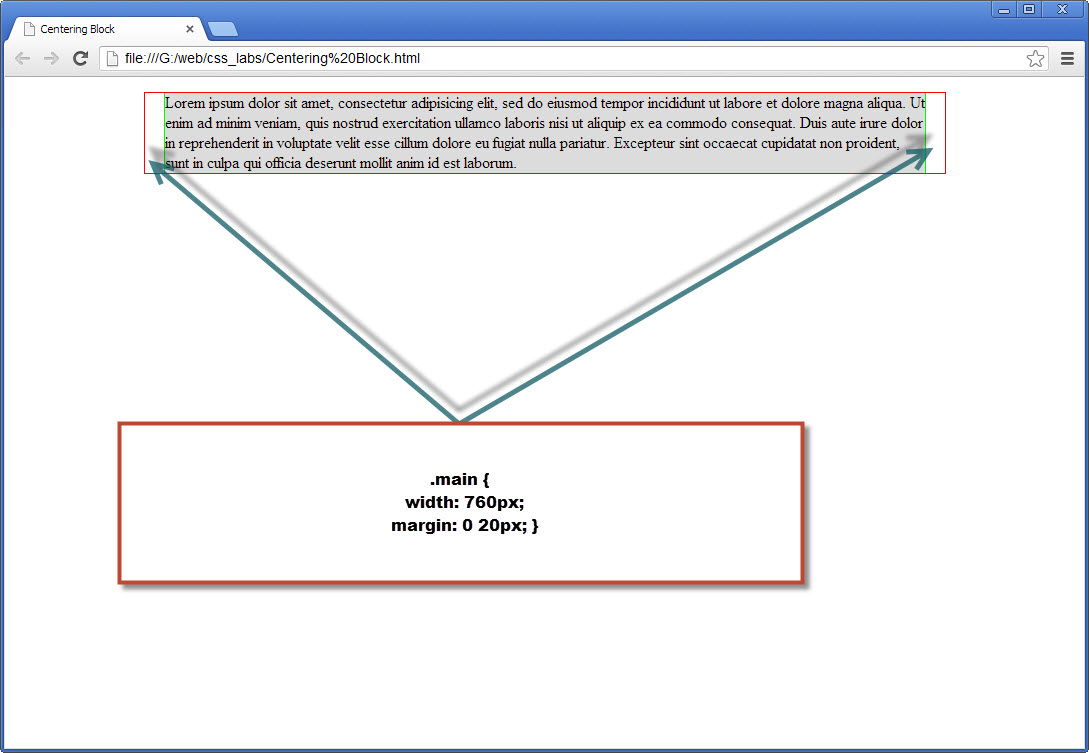 Centering Block
file:///G:/web/css_labs/Centering%20Block.html
Lorem ipsum dolor sit amet, consectetur adipisicing elit, sed do eiusmod tempor incididunt ut labore et dolore magna aliqua. Ut
enim ad minim veniam, quis nostrud exercitation ullamco laboris nisi ut aliquip ex ea commodo consequat. Duis aute irure dolor
in reprehenderit in voluptate velit esse cillum dolore eu fugiat nulla pariatur. Excepteur sint occaecat cupidatat non proident,
sunt in culpa qui officia deserunt mollit anim id est laborum.
.main {
width: 760px;
margin: 0 20px; }